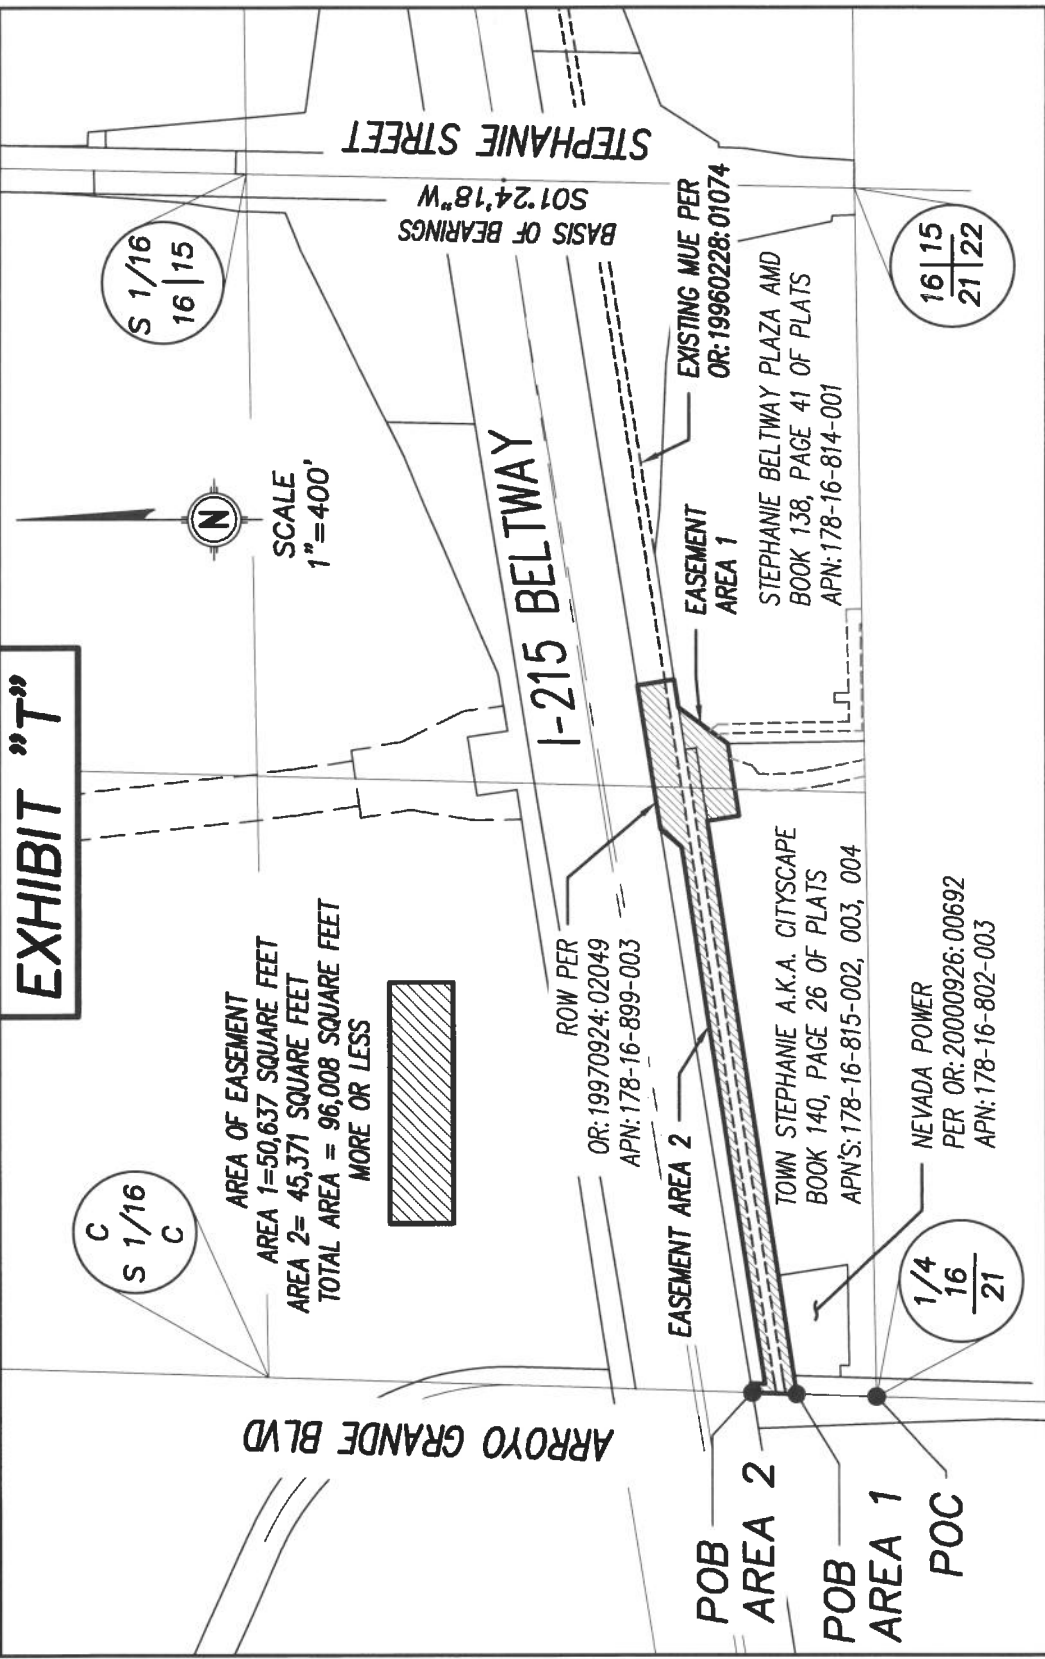 EXHIBIT "T"
C
S 1/16
C
AREA OF EASEMENT
AREA 1=50,637 SQUARE FEET
AREA 2= 45,371 SQUARE FEET
TOTAL AREA = 96,008 SQUARE FEET
MORE OR LESS
N
SCALE
1"=400'
S 1/16
16 | 15
ARROYO GRANDE BLVD
I-215 BELTWAY
STEPHANIE STREET
BASIS OF BEARINGS
S01°24'18"W
ROW PER
OR:19970924:02049
APN:178-16-899-003
EASEMENT AREA 2
EASEMENT
AREA 1
EXISTING MUE PER
OR:19960228:01074
STEPHANIE BELTWAY PLAZA AMD
BOOK 138, PAGE 41 OF PLATS
APN:178-16-814-001
TOWN STEPHANIE A.K.A. CITYSCAPE
BOOK 140, PAGE 26 OF PLATS
APN'S:178-16-815-002, 003, 004
NEVADA POWER
PER OR:20000926:00692
APN:178-16-802-003
POB
AREA 2
POB
AREA 1
POC
1/4
16
21
16 | 15
21 | 22